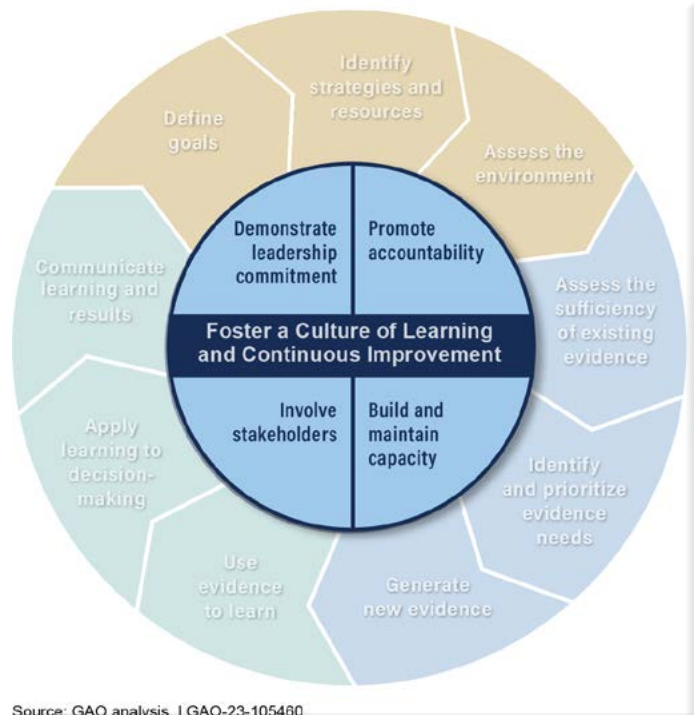 Identify
strategies and
resources
Define
goals
Assess the
environment
Demonstrate
leadership
commitment
Promote
accountability
Communicate
learning and
results
Assess the
sufficiency
of existing
evidence
Foster a Culture of Learning
and Continuous Improvement
Involve
stakeholders
Build and
maintain
capacity
Apply
learning to
decision-
making
Identify
and prioritize
evidence
needs
Use
evidence
to learn
Generate
new evidence
Source: GAO analysis. | GAO-23-105460